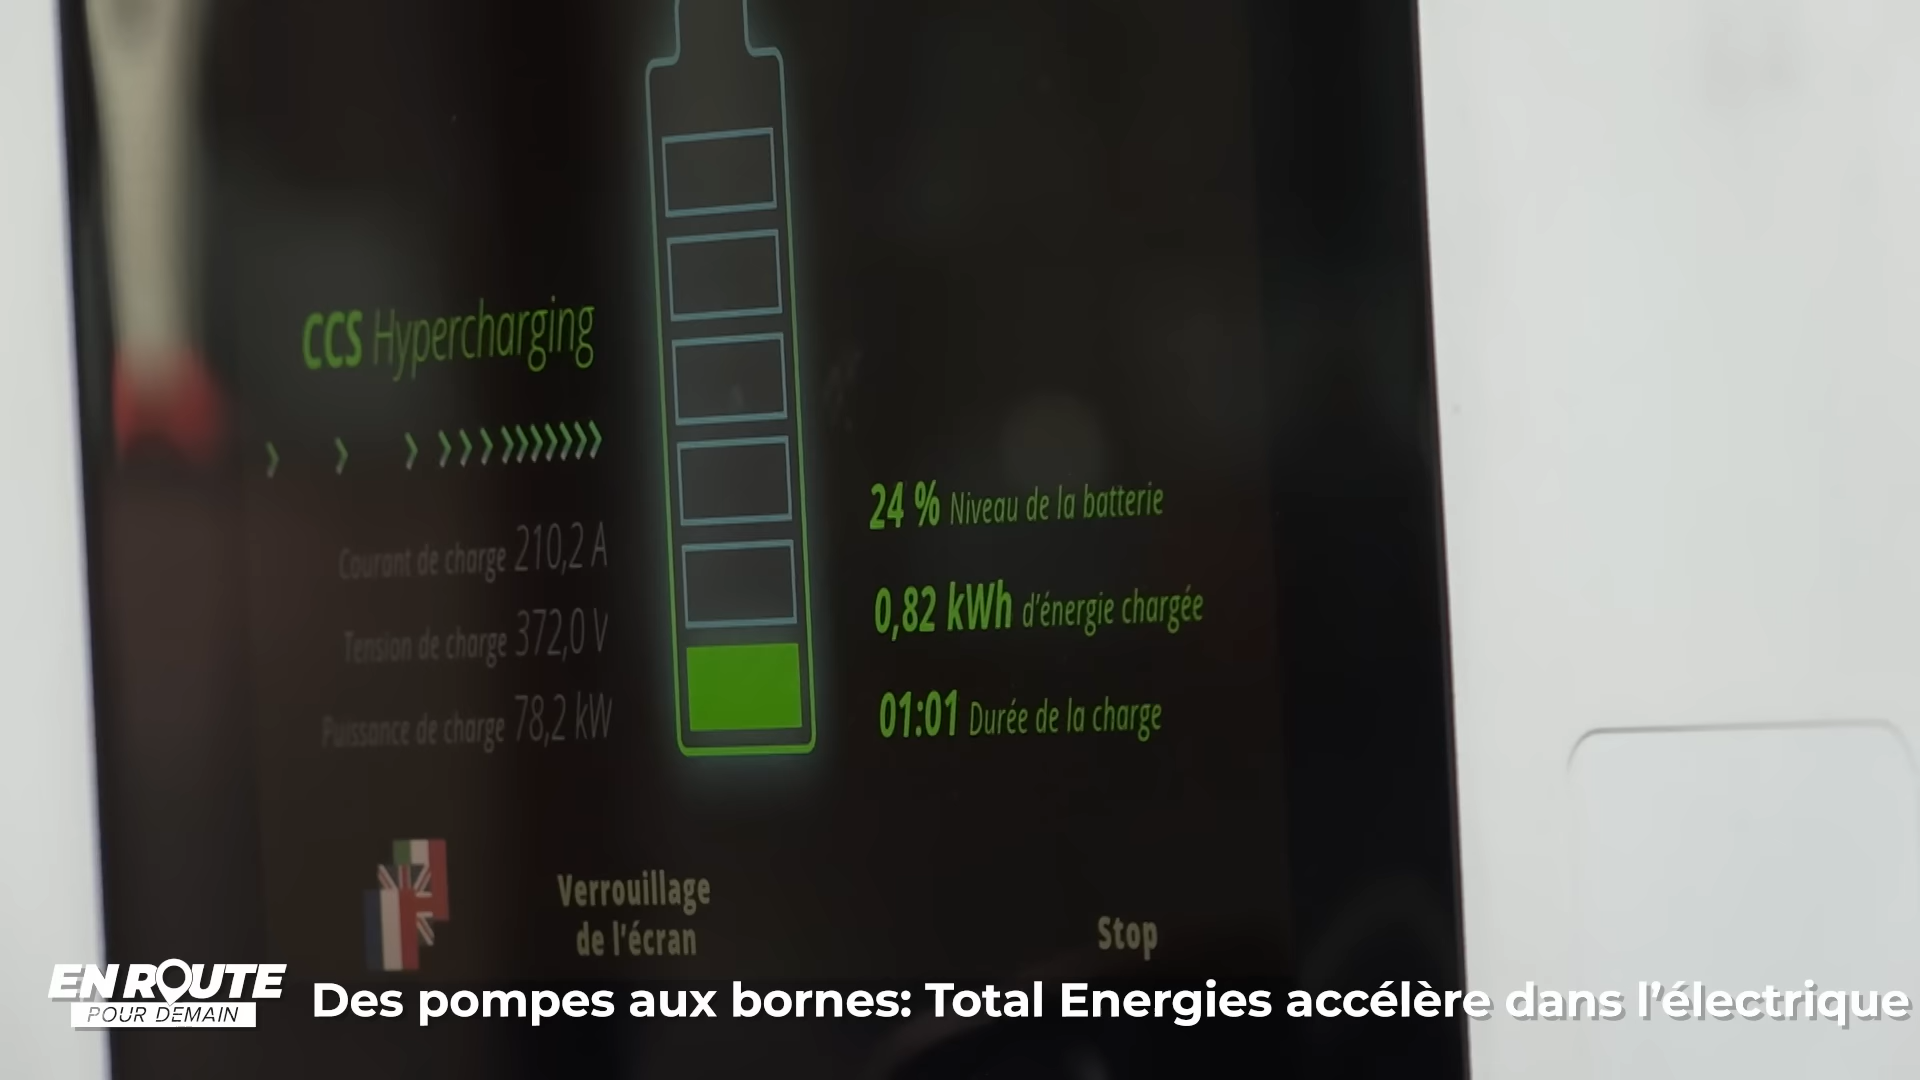 CCS Hypercharging
Courant de charge 210,2 A
Tension de charge 372,0 V
Puissance de charge 78,2 kW
24 % Niveau de la batterie
0,82 kWh d'énergie chargée
01:01 Durée de la charge
Verrouillage
de l'écran
Stop
EN ROUTE
POUR DEMAIN
Des pompes aux bornes: Total Energies accélère dans l'électrique